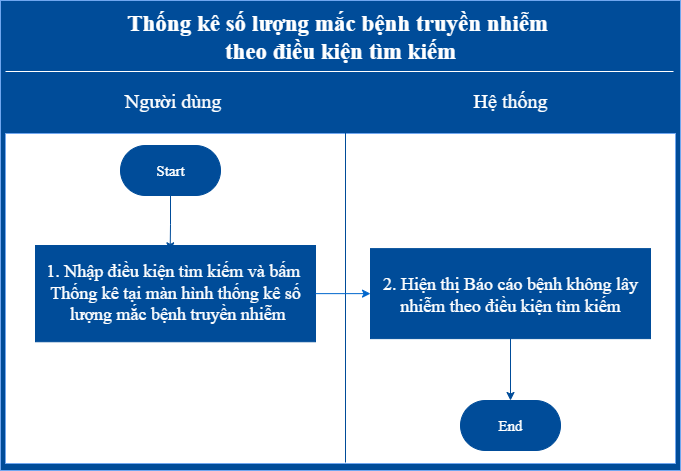 Thống kê số lượng mắc bệnh truyền nhiễm
theo điều kiện tìm kiếm
Người dùng
Hệ thống
Start
1. Nhập điều kiện tìm kiếm và bấm
Thống kê tại màn hình thống kê số
lượng mắc bệnh truyền nhiễm
2. Hiện thị Báo cáo bệnh không lây
nhiễm theo điều kiện tìm kiếm
End